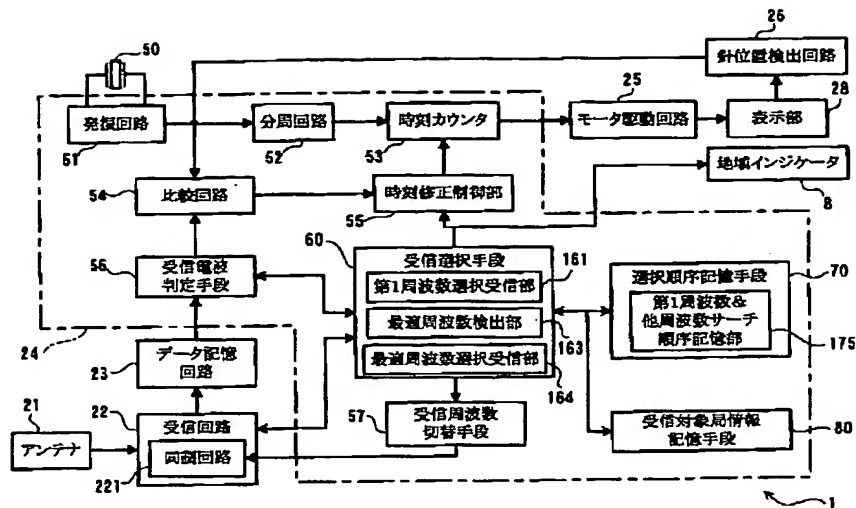 50
26
針位置検出回路
発振回路
51
分周回路
52
時刻カウンタ
53
25
モータ駆動回路
表示部
28
地域インジケータ
8
54
比較回路
時刻修正制御部
55
56
受信電波
判定手段
60
受信選択手段
161
第1周波数選択受信部
最適周波数検出部
163
最適周波数選択受信部
164
選択順序記憶手段
70
第1周波数&
他周波数サーチ
順序記憶部
175
24
データ記憶
回路
23
21
アンテナ
22
受信回路
同調回路
221
57
受信周波数
切替手段
受信対象局情報
記憶手段
80
1